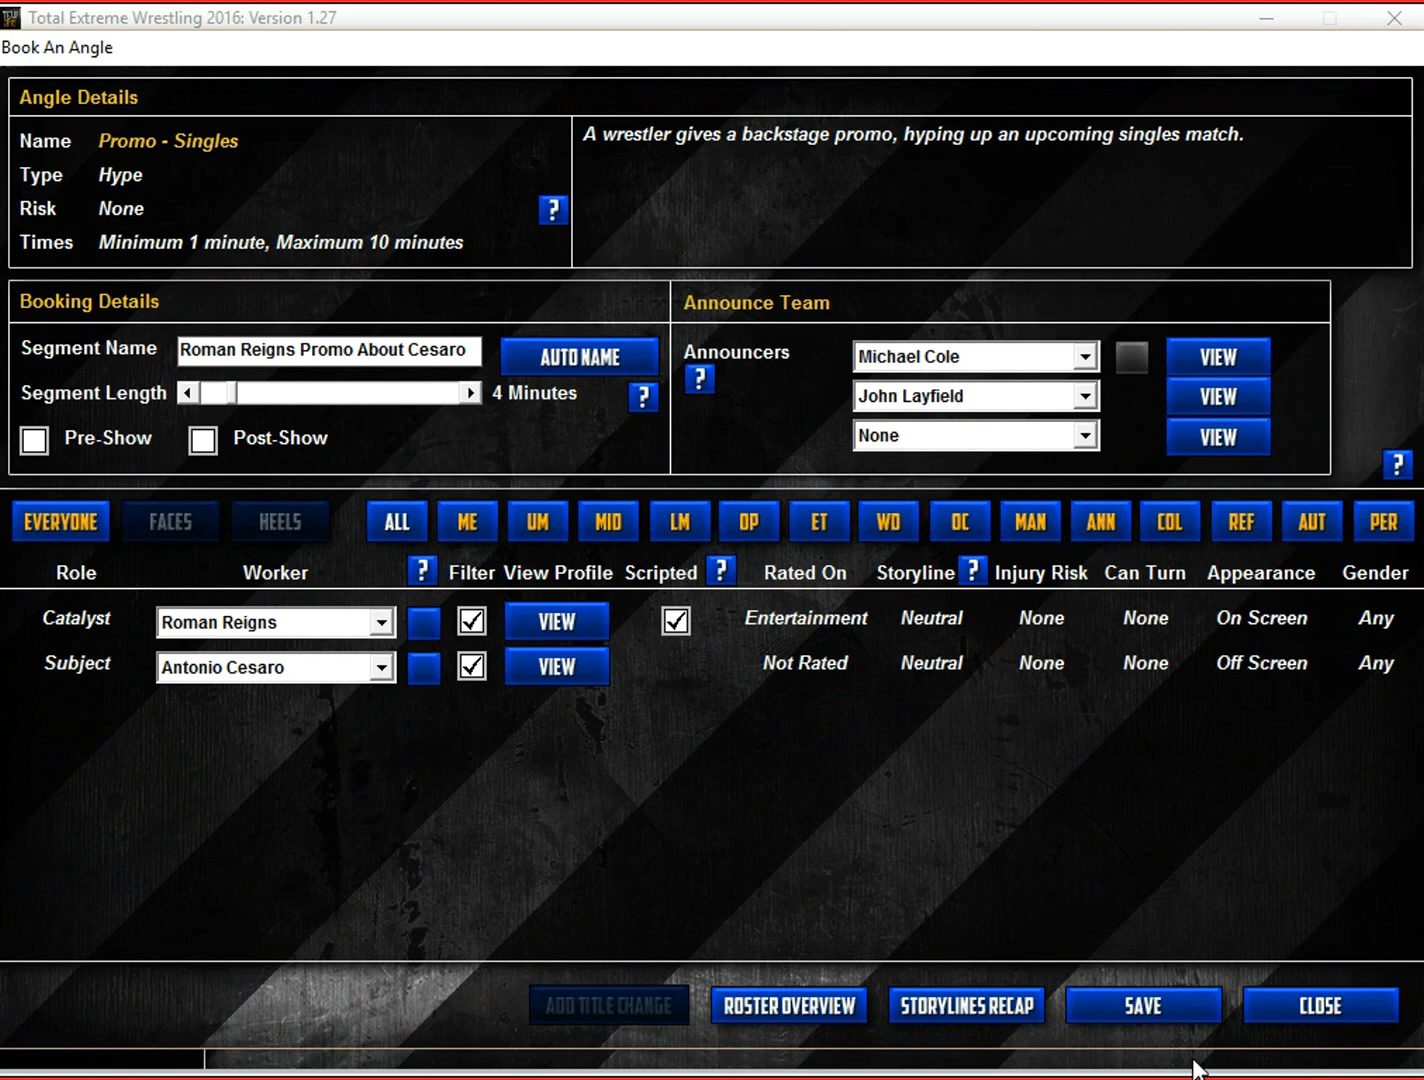 Total Extreme Wrestling 2016: Version 1.27
Book An Angle
Angle Details
Name Promo - Singles
Type Hype
Risk None
?
Times Minimum 1 minute, Maximum 10 minutes
A wrestler gives a backstage promo, hyping up an upcoming singles match.
Booking Details
Segment Name Roman Reigns Promo About Cesaro AUTO NAME
Segment Length 4 Minutes ?
Pre-Show Post-Show
Announce Team
Announcers Michael Cole VIEW
? John Layfield VIEW
None VIEW
?
EVERYONE FACES HEELS ALL ME UM MID LM OP ET WO OC MAN ANN COL REF AUT PER
Role Worker ? Filter View Profile Scripted ? Rated On Storyline ? Injury Risk Can Turn Appearance Gender
Catalyst Roman Reigns VIEW Entertainment Neutral None None On Screen Any
Subject Antonio Cesaro VIEW Not Rated Neutral None None Off Screen Any
ADD TITLE CHANGE ROSTER OVERVIEW STORYLINES RECAP SAVE CLOSE